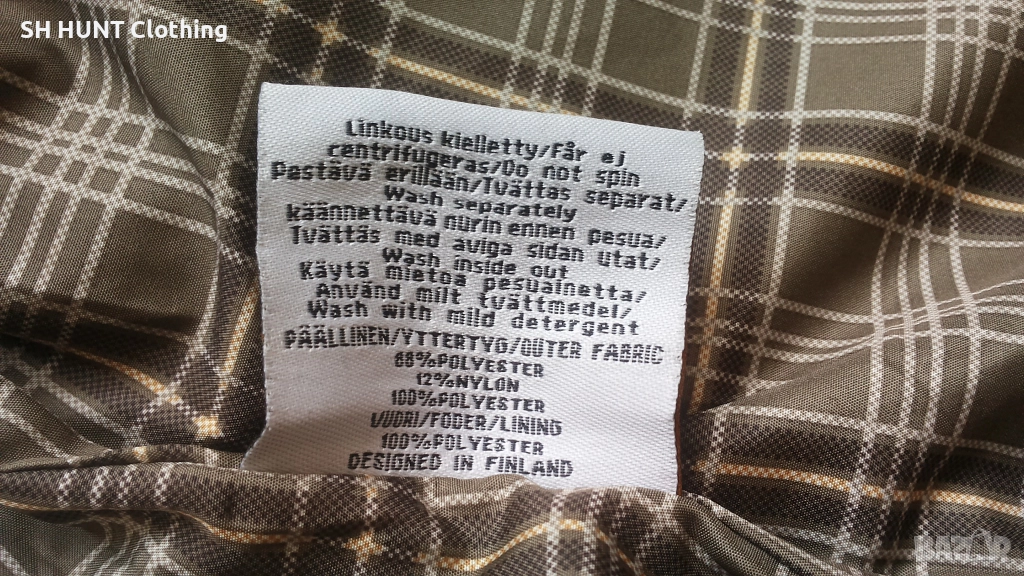 SH HUNT Clothing
Linkous kielletty/Får ej
centrifugeras/Do not spin
Pestävä erillään/Tvättas separat/
Wash separately
käännettävä nurin ennen pesua/
Tvättas med aviga sidan utåt/
Wash inside out
Käytä mietoa pesuainetta/
Använd milt tvättmedel/
Wash with mild detergent
PÄÄLLINEN/YTTERTYG/OUTER FABRIC
88%POLYESTER
12%NYLON
100%POLYESTER
VUORI/FODER/LINING
100%POLYESTER
DESIGNED IN FINLAND
BAZAR